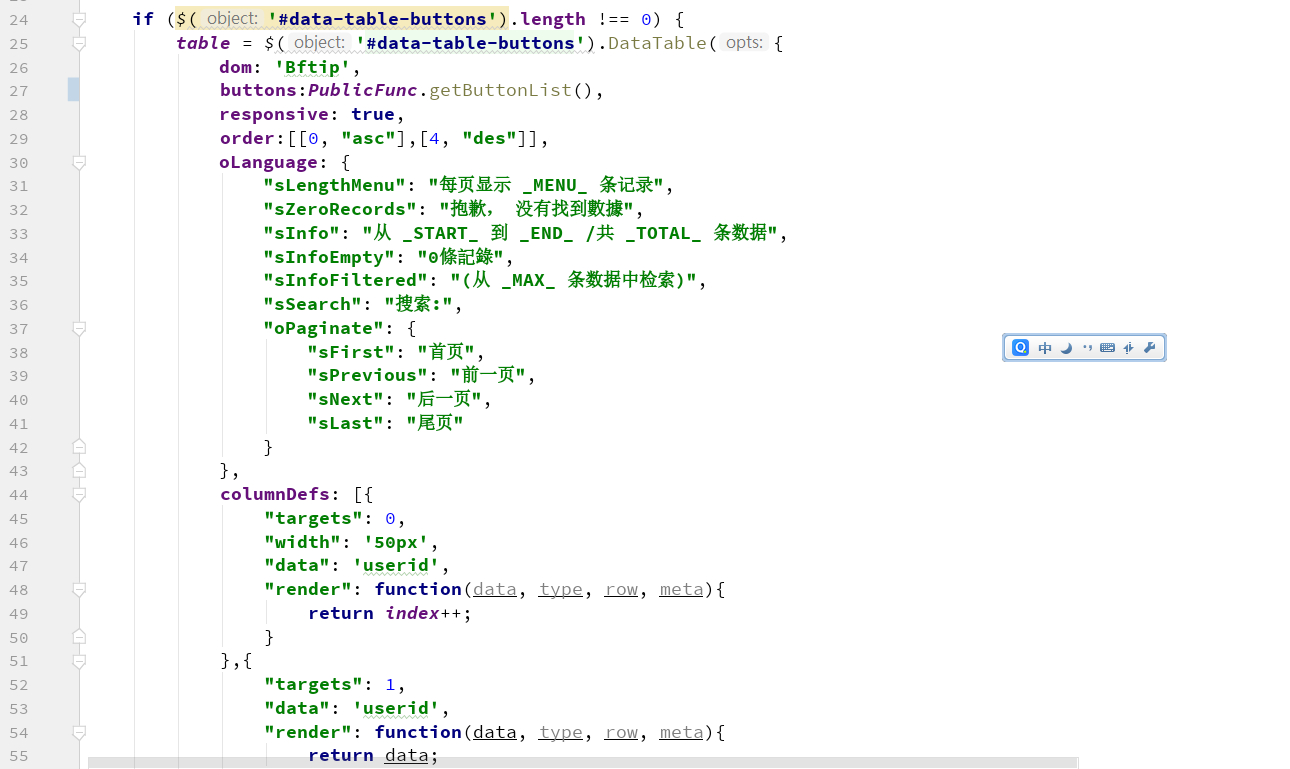 24 if ($( object: '#data-table-buttons').length !== 0) {
25 table = $( object: '#data-table-buttons').DataTable( opts: {
26 dom: 'Bftip',
27 buttons:PublicFunc.getButtonList(),
28 responsive: true,
29 order:[[0, "asc"],[4, "des"]],
30 oLanguage: {
31 "sLengthMenu": "每页显示 _MENU_ 条记录",
32 "sZeroRecords": "抱歉， 没有找到數據",
33 "sInfo": "从 _START_ 到 _END_ /共 _TOTAL_ 条数据",
34 "sInfoEmpty": "0條記錄",
35 "sInfoFiltered": "(从 _MAX_ 条数据中检索)",
36 "sSearch": "搜索:",
37 "oPaginate": {
38 "sFirst": "首页",
39 "sPrevious": "前一页",
40 "sNext": "后一页",
41 "sLast": "尾页"
42 }
43 },
44 columnDefs: [{
45 "targets": 0,
46 "width": '50px',
47 "data": 'userid',
48 "render": function(data, type, row, meta){
49 return index++;
50 }
51 },{
52 "targets": 1,
53 "data": 'userid',
54 "render": function(data, type, row, meta){
55 return data;
中